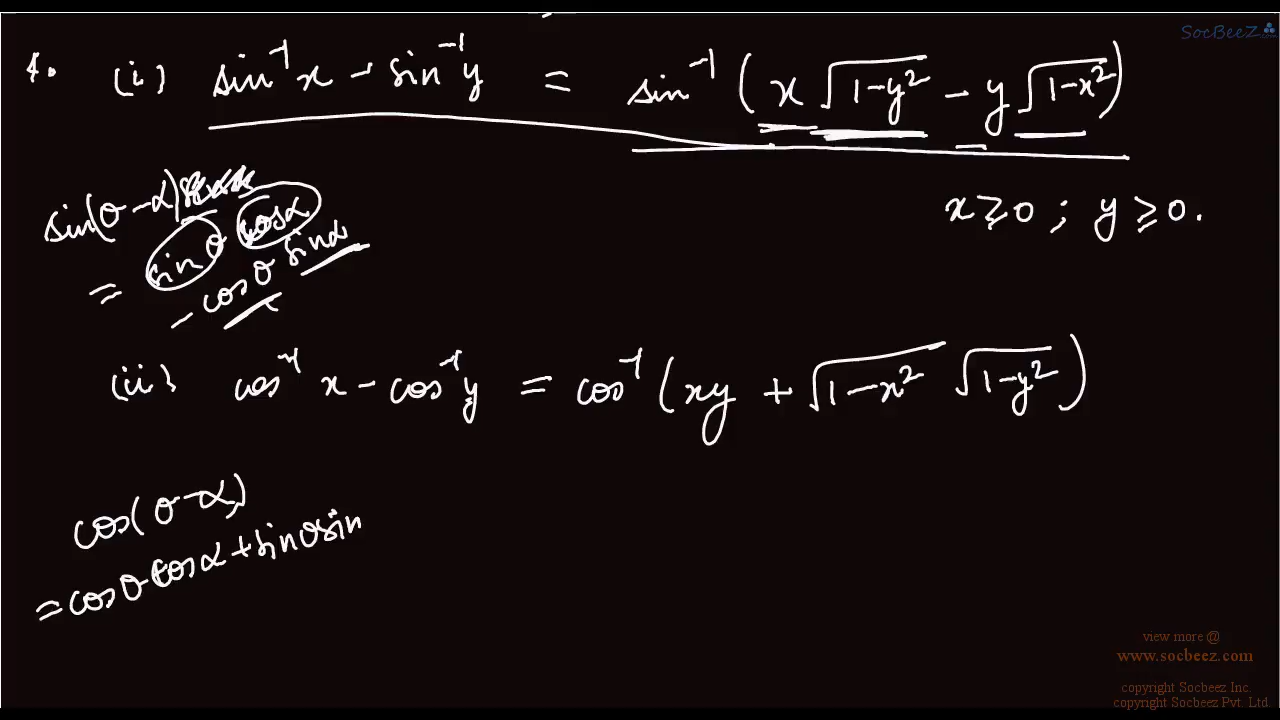 SocBeeZ.com
4. (i) sin⁻¹x - sin⁻¹y = sin⁻¹(x√(1-y²) - y√(1-x²))
x ≥ 0 ; y ≥ 0.
sin(θ-α)
= sinθ cosα
- cosθ sinα
(ii) cos⁻¹x - cos⁻¹y = cos⁻¹(xy + √(1-x²) √(1-y²))
cos(θ-α)
= cosθ cosα + sinθ sin
view more @
www.socbeez.com
copyright Socbeez Inc.
copyright Socbeez Pvt. Ltd.